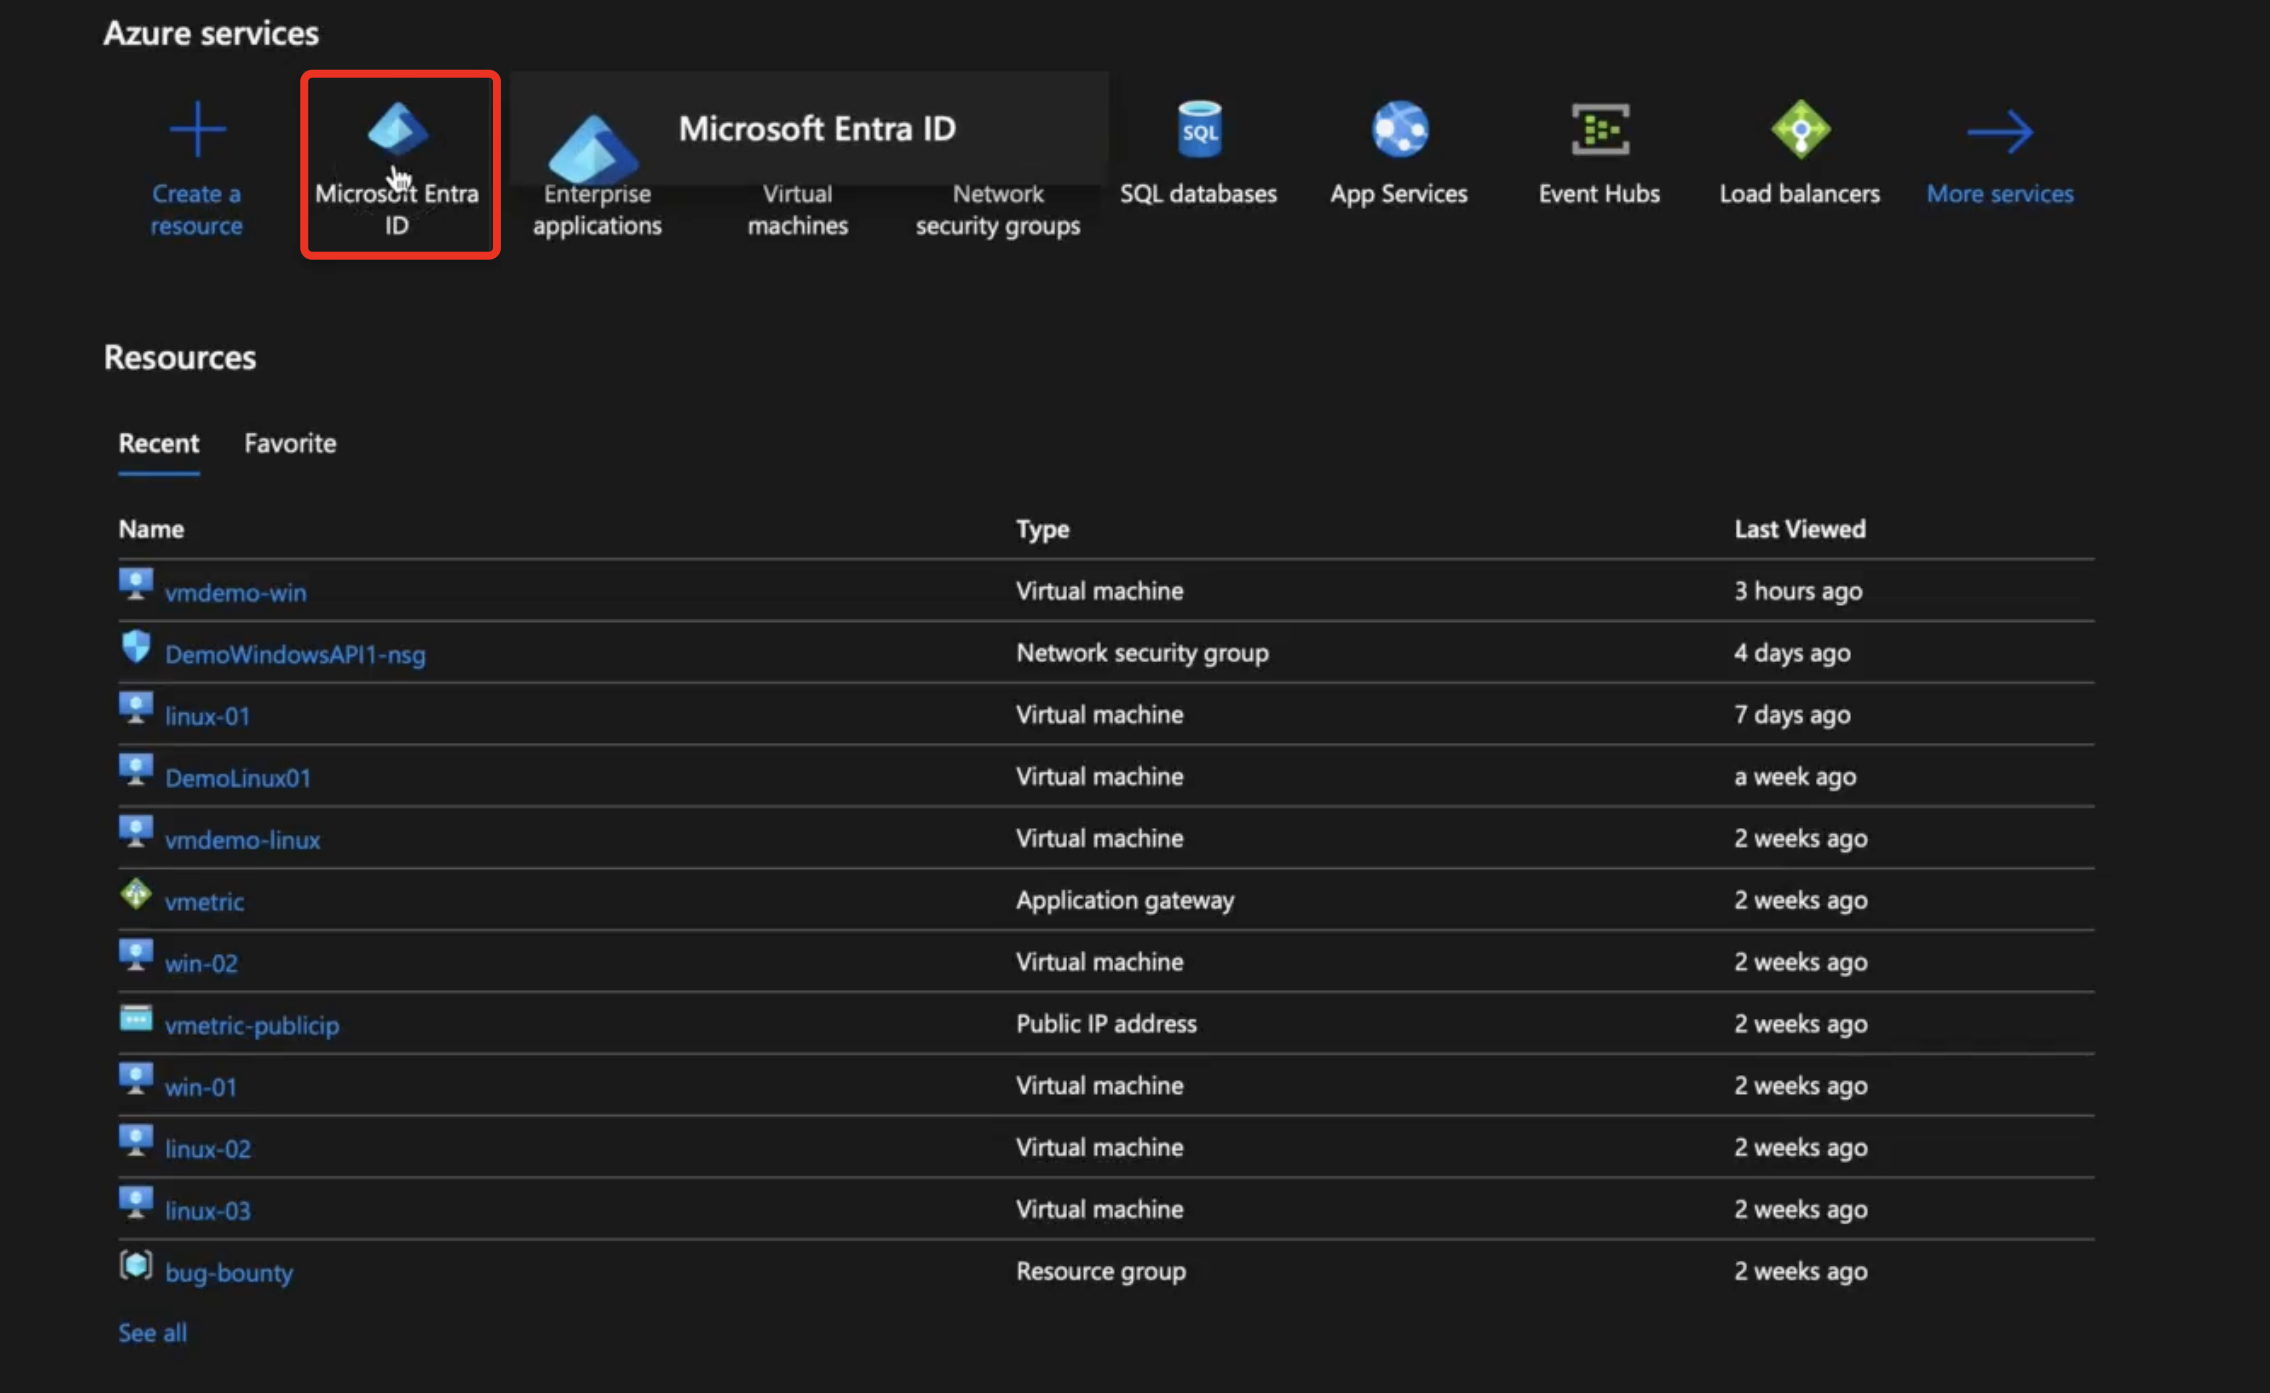 Azure services
Create a
resource
Microsoft Entra
ID
Microsoft Entra ID
Enterprise
applications
Virtual
machines
Network
security groups
SQL
SQL databases
App Services
Event Hubs
Load balancers
More services
Resources
Recent Favorite
Name Type Last Viewed
vmdemo-win Virtual machine 3 hours ago
DemoWindowsAPI1-nsg Network security group 4 days ago
linux-01 Virtual machine 7 days ago
DemoLinux01 Virtual machine a week ago
vmdemo-linux Virtual machine 2 weeks ago
vmetric Application gateway 2 weeks ago
win-02 Virtual machine 2 weeks ago
vmetric-publicip Public IP address 2 weeks ago
win-01 Virtual machine 2 weeks ago
linux-02 Virtual machine 2 weeks ago
linux-03 Virtual machine 2 weeks ago
bug-bounty Resource group 2 weeks ago
See all